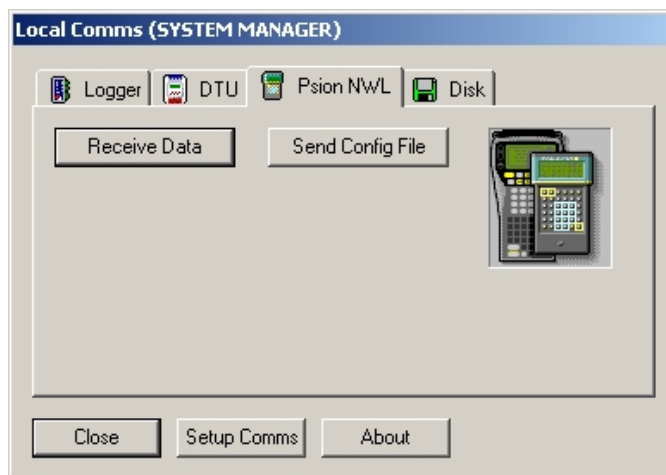 Local Comms (SYSTEM MANAGER)
Logger DTU Psion NWL Disk
Receive Data Send Config File
Close Setup Comms About